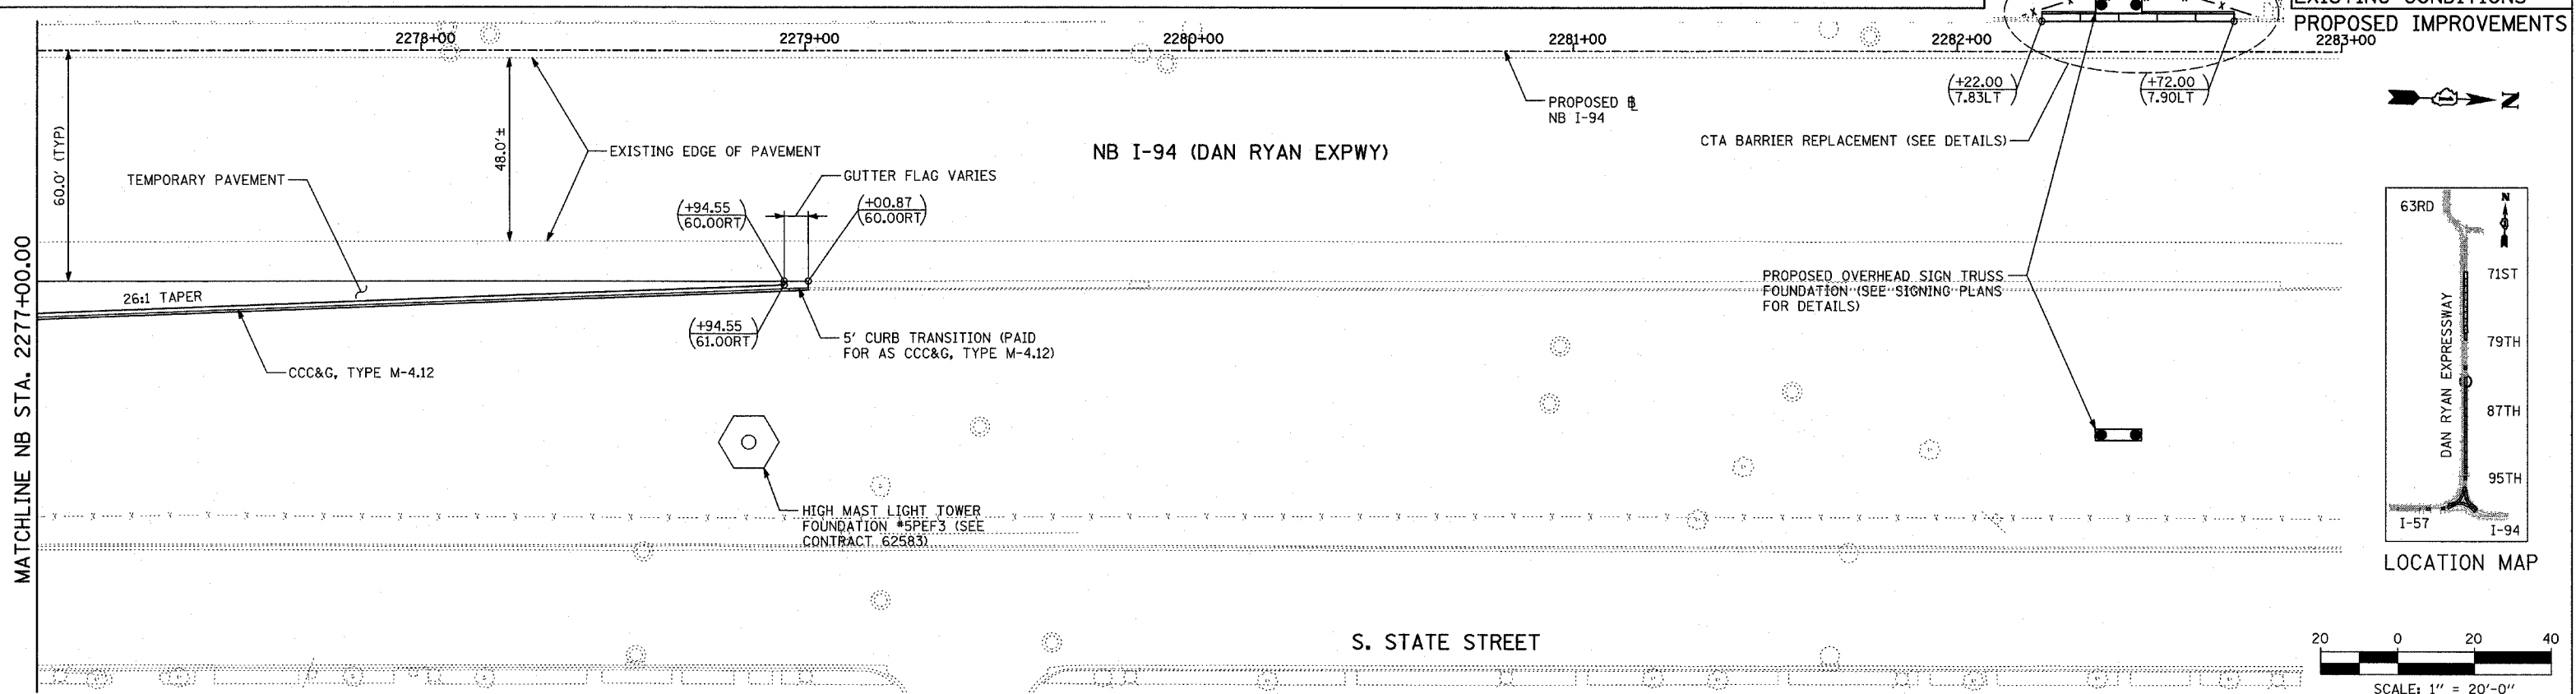 EXISTING CONDITIONS
PROPOSED IMPROVEMENTS
2278+00
2279+00
2280+00
2281+00
2282+00
2283+00
(+22.00
7.83LT)
(+72.00
7.90LT)
N
PROPOSED ⅊
NB I-94
60.0' (TYP)
48.0'±
EXISTING EDGE OF PAVEMENT
NB I-94 (DAN RYAN EXPWY)
CTA BARRIER REPLACEMENT (SEE DETAILS)
TEMPORARY PAVEMENT
GUTTER FLAG VARIES
(+94.55
60.00RT)
(+00.87
60.00RT)
26:1 TAPER
PROPOSED OVERHEAD SIGN TRUSS
FOUNDATION (SEE SIGNING PLANS
FOR DETAILS)
(+94.55
61.00RT)
5' CURB TRANSITION (PAID
FOR AS CCC&G, TYPE M-4.12)
CCC&G, TYPE M-4.12
MATCHLINE NB STA. 2277+00.00
HIGH MAST LIGHT TOWER
FOUNDATION #5PEF3 (SEE
CONTRACT 62583)
S. STATE STREET
63RD
N
71ST
79TH
DAN RYAN EXPRESSWAY
87TH
95TH
I-57
I-94
LOCATION MAP
20 0 20 40
SCALE: 1" = 20'-0"